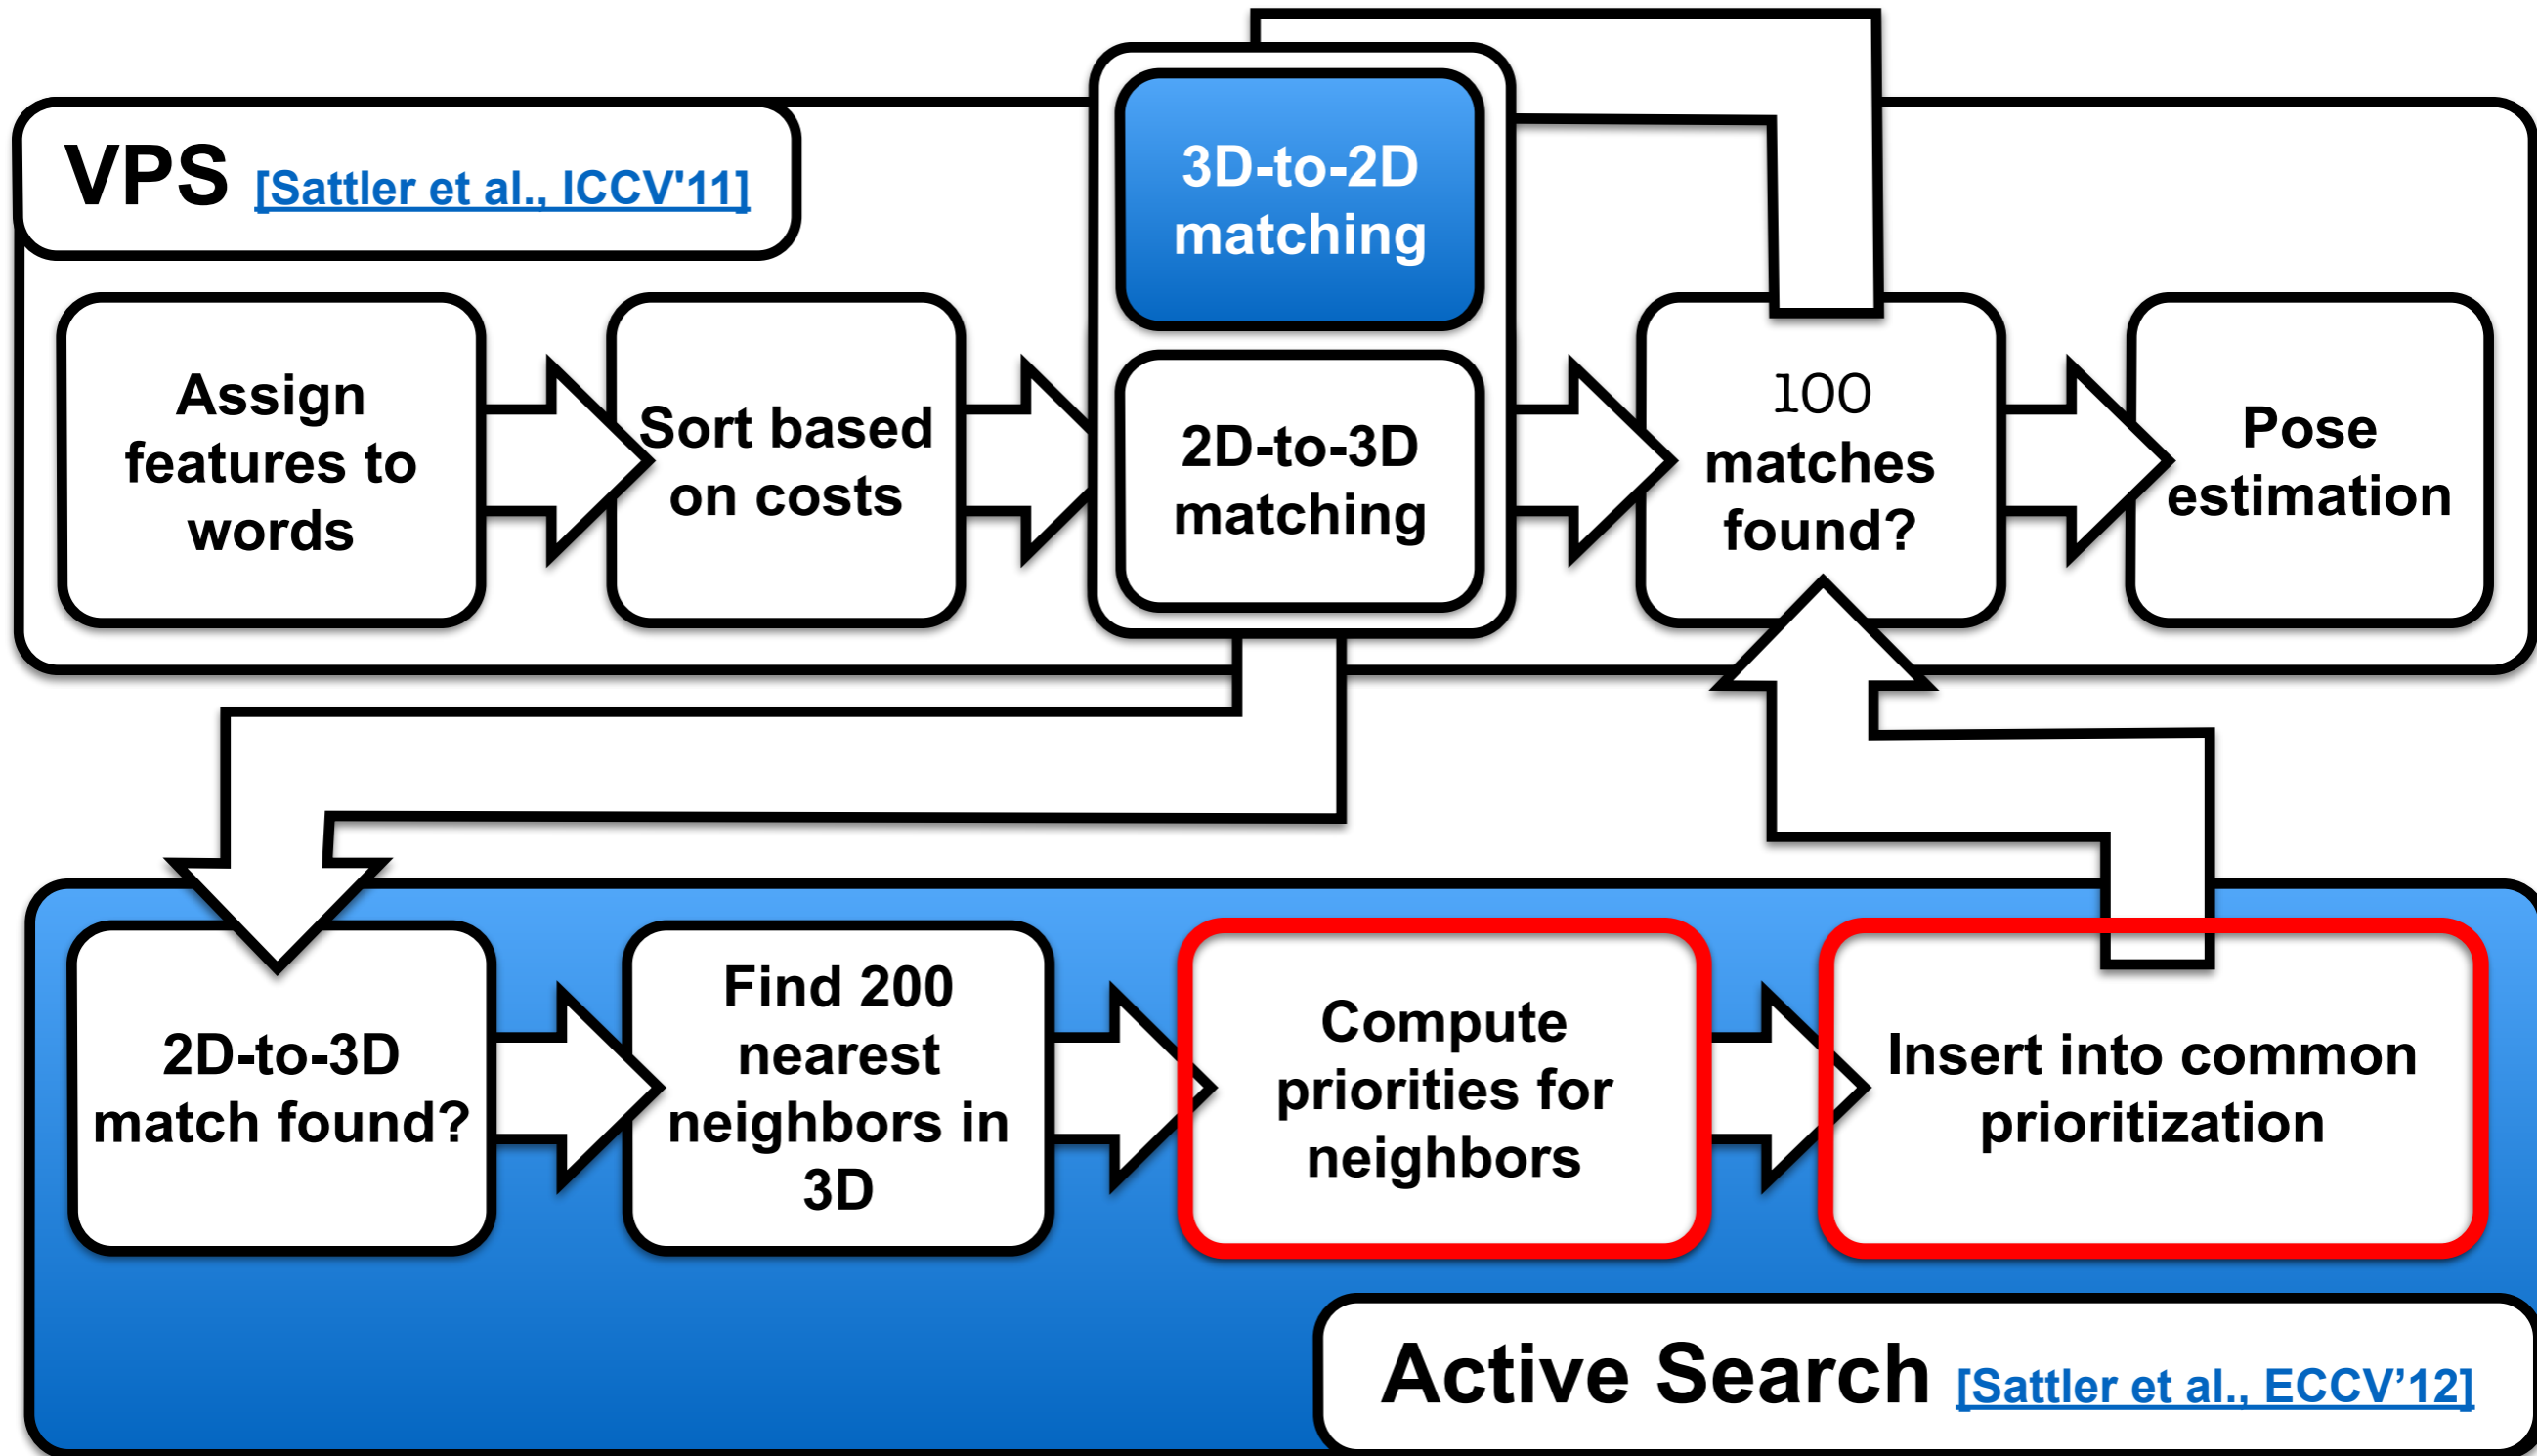 VPS [Sattler et al., ICCV'11]
3D-to-2D
matching
Assign
features to
words
Sort based
on costs
2D-to-3D
matching
100
matches
found?
Pose
estimation
2D-to-3D
match found?
Find 200
nearest
neighbors in
3D
Compute
priorities for
neighbors
Insert into common
prioritization
Active Search [Sattler et al., ECCV’12]